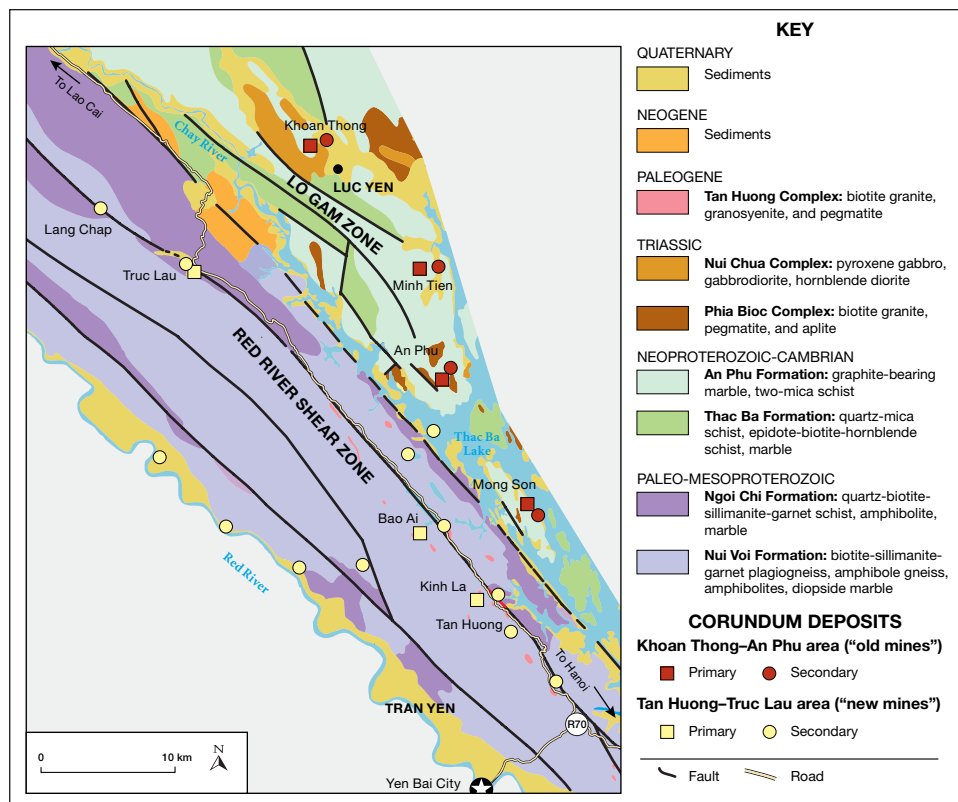 To Lao Cai
Chay River
Khoan Thong
LUC YEN
LO GAM ZONE
Lang Chap
Truc Lau
Minh Tien
An Phu
RED RIVER SHEAR ZONE
Thac Ba
Lake
Mong Son
Bao Ai
Red River
Kinh La
Tan Huong
To Hanoi
TRAN YEN
R70
Yen Bai City
0
10 km
N
KEY
QUATERNARY
Sediments
NEOGENE
Sediments
PALEOGENE
Tan Huong Complex: biotite granite,
granosyenite, and pegmatite
TRIASSIC
Nui Chua Complex: pyroxene gabbro,
gabbrodiorite, hornblende diorite
Phia Bioc Complex: biotite granite,
pegmatite, and aplite
NEOPROTEROZOIC-CAMBRIAN
An Phu Formation: graphite-bearing
marble, two-mica schist
Thac Ba Formation: quartz-mica
schist, epidote-biotite-hornblende
schist, marble
PALEO-MESOPROTEROZOIC
Ngoi Chi Formation: quartz-biotite-
sillimanite-garnet schist, amphibolite,
marble
Nui Voi Formation: biotite-sillimanite-
garnet plagiogneiss, amphibole gneiss,
amphibolites, diopside marble
CORUNDUM DEPOSITS
Khoan Thong–An Phu area (“old mines”)
Primary
Secondary
Tan Huong–Truc Lau area (“new mines”)
Primary
Secondary
Fault
Road